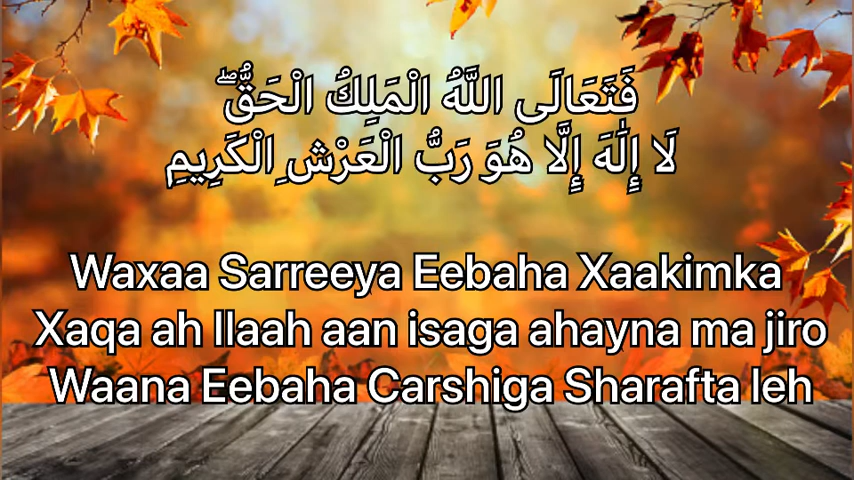 فَتَعَالَى اللَّهُ الْمَلِكُ الْحَقُّ ۖ
لَا إِلَٰهَ إِلَّا هُوَ رَبُّ الْعَرْشِ الْكَرِيمِ
Waxaa Sarreeya Eebaha Xaakimka
Xaqa ah Ilaah aan isaga ahayna ma jiro
Waana Eebaha Carshiga Sharafta leh